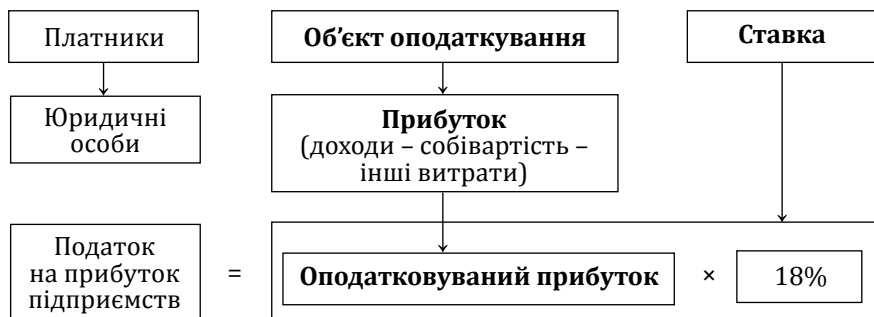 Платники
Об’єкт оподаткування
Ставка
Юридичні
особи
Прибуток
(доходи – собівартість –
інші витрати)
Податок
на прибуток
підприємств
=
Оподатковуваний прибуток
×
18%